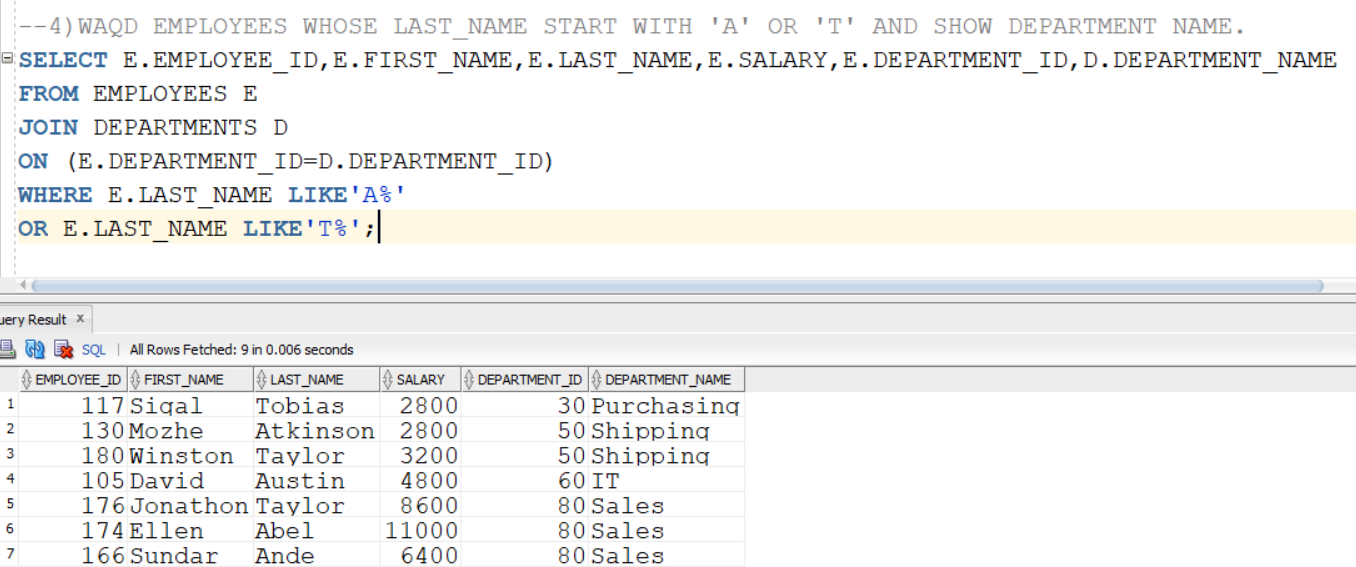 --4)WAQD EMPLOYEES WHOSE LAST_NAME START WITH 'A' OR 'T' AND SHOW DEPARTMENT NAME.
SELECT E.EMPLOYEE_ID,E.FIRST_NAME,E.LAST_NAME,E.SALARY,E.DEPARTMENT_ID,D.DEPARTMENT_NAME
FROM EMPLOYEES E
JOIN DEPARTMENTS D
ON (E.DEPARTMENT_ID=D.DEPARTMENT_ID)
WHERE E.LAST_NAME LIKE'A%'
OR E.LAST_NAME LIKE'T%';
uery Result x
SQL | All Rows Fetched: 9 in 0.006 seconds
EMPLOYEE_ID FIRST_NAME LAST_NAME SALARY DEPARTMENT_ID DEPARTMENT_NAME
1 117 Sigal Tobias 2800 30 Purchasing
2 130 Mozhe Atkinson 2800 50 Shipping
3 180 Winston Taylor 3200 50 Shipping
4 105 David Austin 4800 60 IT
5 176 Jonathon Taylor 8600 80 Sales
6 174 Ellen Abel 11000 80 Sales
7 166 Sundar Ande 6400 80 Sales